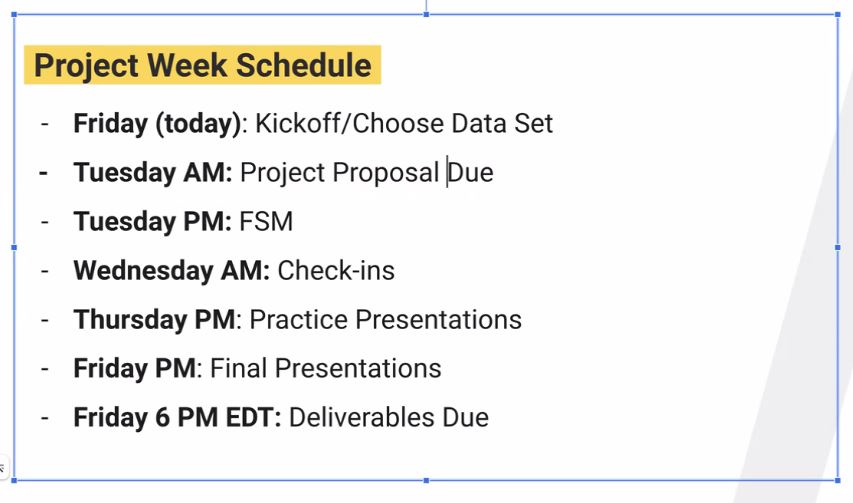 Project Week Schedule
- Friday (today): Kickoff/Choose Data Set
- Tuesday AM: Project Proposal Due
- Tuesday PM: FSM
- Wednesday AM: Check-ins
- Thursday PM: Practice Presentations
- Friday PM: Final Presentations
- Friday 6 PM EDT: Deliverables Due